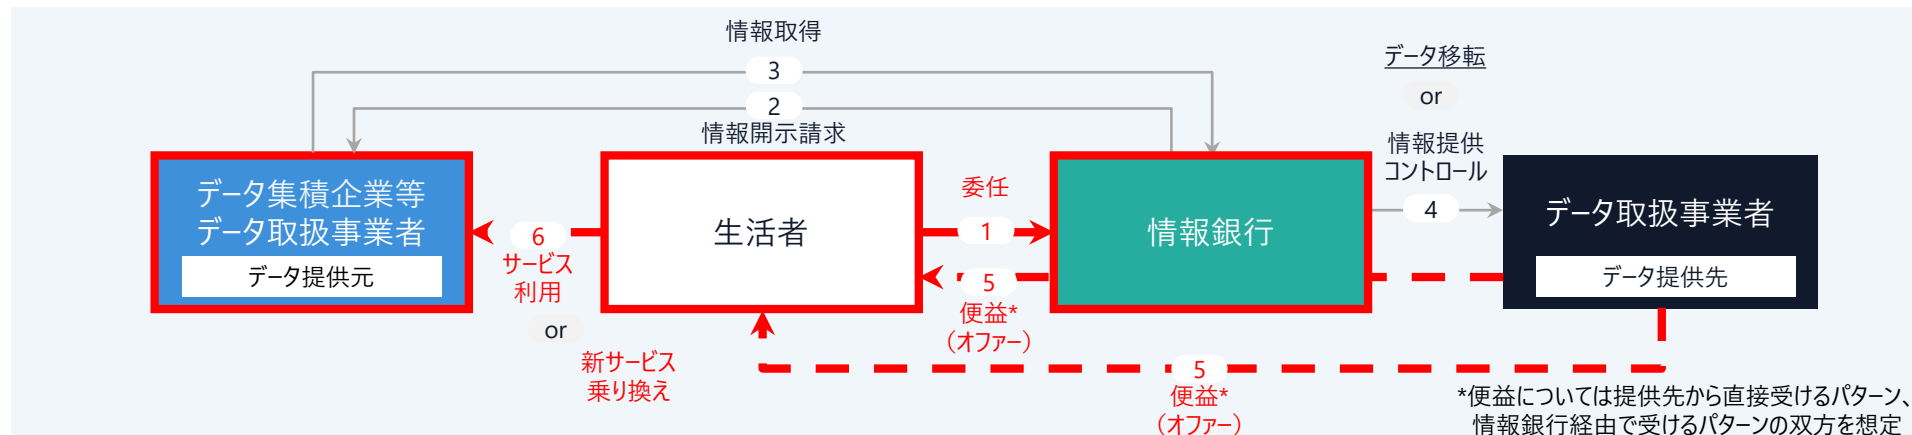 情報取得
3
2
情報開示請求
データ移転
or
情報提供
コントロール
4
データ集積企業等
データ取扱事業者
データ提供元
6
サービス
利用
or
新サービス
乗り換え
生活者
委任
1
5
便益*
（オファー）
情報銀行
データ取扱事業者
データ提供先
5
便益*
（オファー）
*便益については提供先から直接受けるパターン、
情報銀行経由で受けるパターンの双方を想定